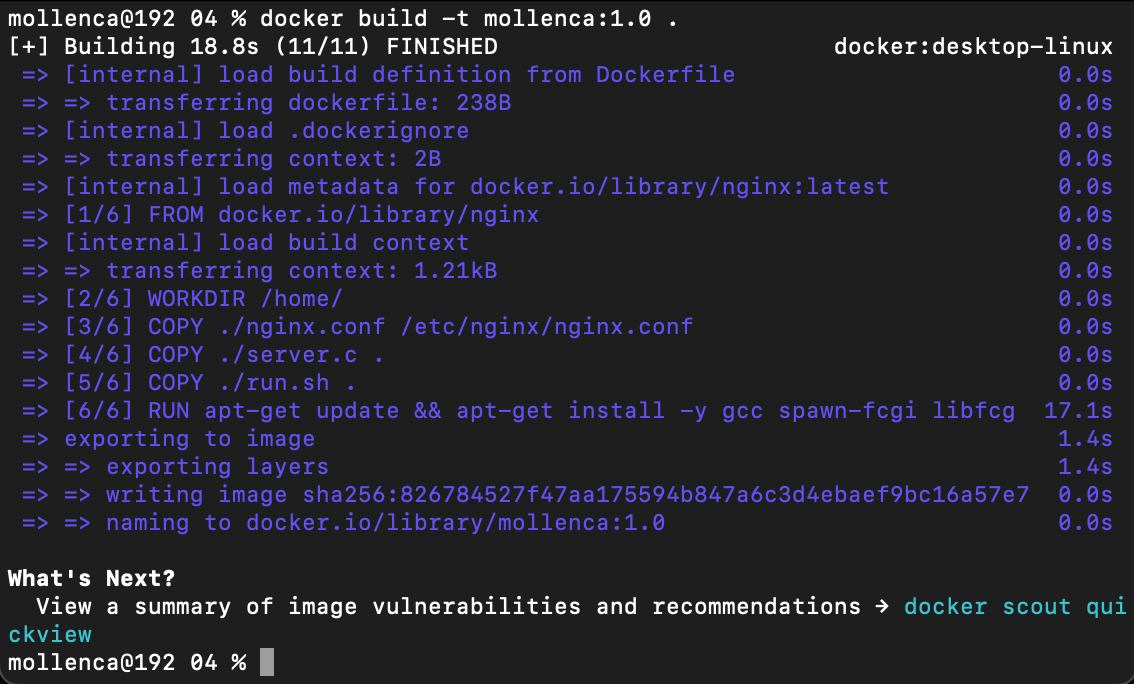 mollenca@192 04 % docker build -t mollenca:1.0 .
[+] Building 18.8s (11/11) FINISHED docker:desktop-linux
=> [internal] load build definition from Dockerfile 0.0s
=> => transferring dockerfile: 238B 0.0s
=> [internal] load .dockerignore 0.0s
=> => transferring context: 2B 0.0s
=> [internal] load metadata for docker.io/library/nginx:latest 0.0s
=> [1/6] FROM docker.io/library/nginx 0.0s
=> [internal] load build context 0.0s
=> => transferring context: 1.21kB 0.0s
=> [2/6] WORKDIR /home/ 0.0s
=> [3/6] COPY ./nginx.conf /etc/nginx/nginx.conf 0.0s
=> [4/6] COPY ./server.c . 0.0s
=> [5/6] COPY ./run.sh . 0.0s
=> [6/6] RUN apt-get update && apt-get install -y gcc spawn-fcgi libfcg 17.1s
=> exporting to image 1.4s
=> => exporting layers 1.4s
=> => writing image sha256:826784527f47aa175594b847a6c3d4ebaef9bc16a57e7 0.0s
=> => naming to docker.io/library/mollenca:1.0 0.0s
What's Next?
View a summary of image vulnerabilities and recommendations → docker scout qui
ckview
mollenca@192 04 %